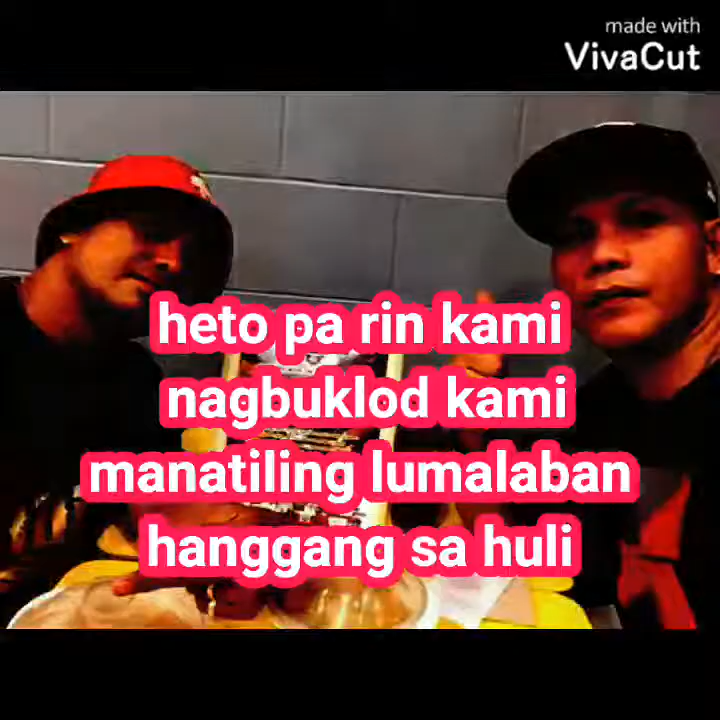 made with
VivaCut
heto pa rin kami
nagbuklod kami
manatiling lumalaban
hanggang sa huli